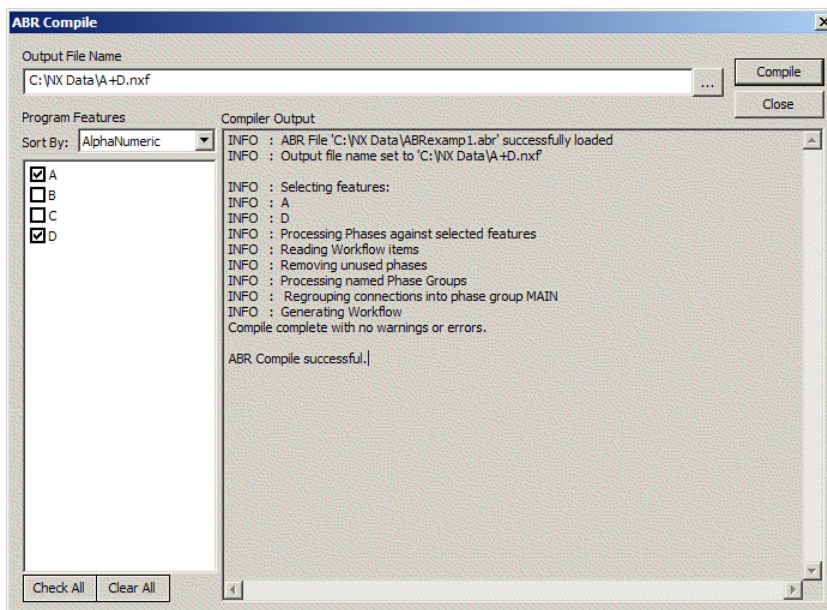 ABR Compile
Output File Name
C:\NX Data\A+D.nxf
...
Compile
Close
Program Features
Sort By: AlphaNumeric
A
B
C
D
Check All
Clear All
Compiler Output
INFO : ABR File 'C:\NX Data\ABRexamp1.abr' successfully loaded
INFO : Output file name set to 'C:\NX Data\A+D.nxf'
INFO : Selecting features:
INFO : A
INFO : D
INFO : Processing Phases against selected features
INFO : Reading Workflow items
INFO : Removing unused phases
INFO : Processing named Phase Groups
INFO : Regrouping connections into phase group MAIN
INFO : Generating Workflow
Compile complete with no warnings or errors.
ABR Compile successful.